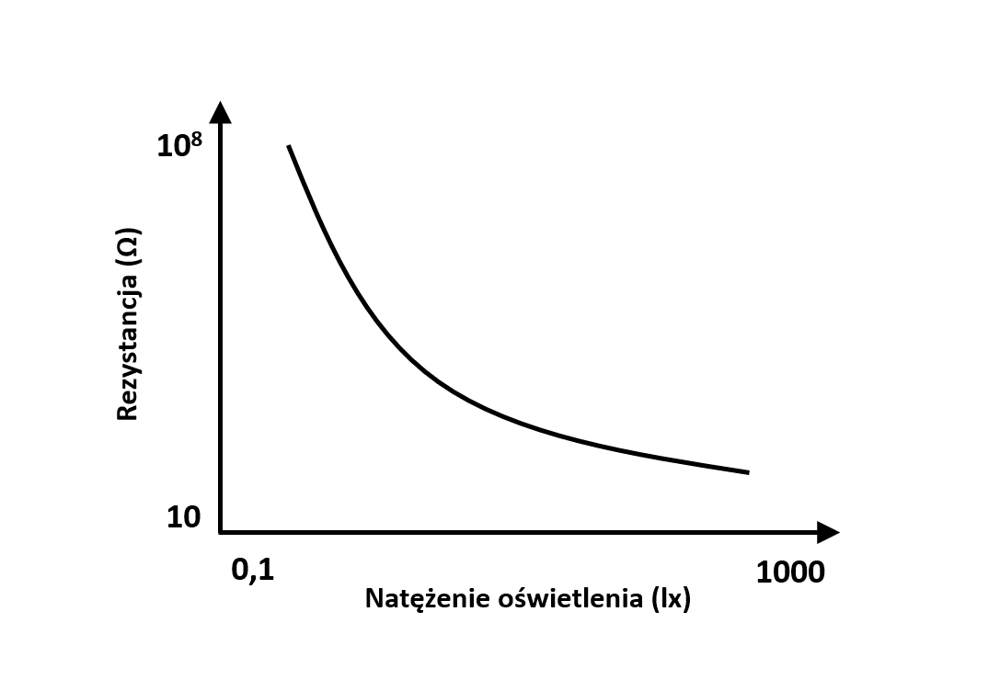 10⁸
Rezystancja (Ω)
10
0,1
1000
Natężenie oświetlenia (lx)